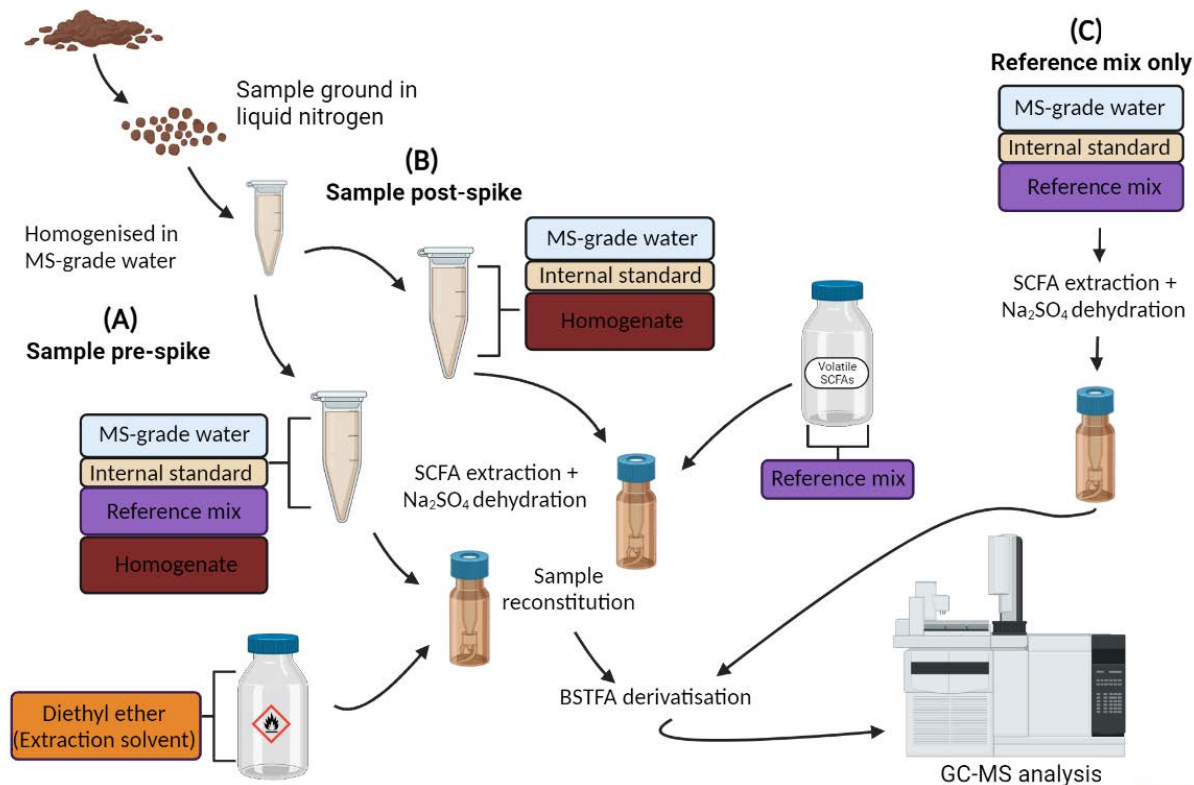 Sample ground in
liquid nitrogen
Homogenised in
MS-grade water
(A)
Sample pre-spike
MS-grade water
Internal standard
Reference mix
Homogenate
Diethyl ether
(Extraction solvent)
(B)
Sample post-spike
MS-grade water
Internal standard
Homogenate
Volatile
SCFAs
Reference mix
SCFA extraction +
Na₂SO₄ dehydration
Sample
reconstitution
BSTFA derivatisation
(C)
Reference mix only
MS-grade water
Internal standard
Reference mix
SCFA extraction +
Na₂SO₄ dehydration
GC-MS analysis